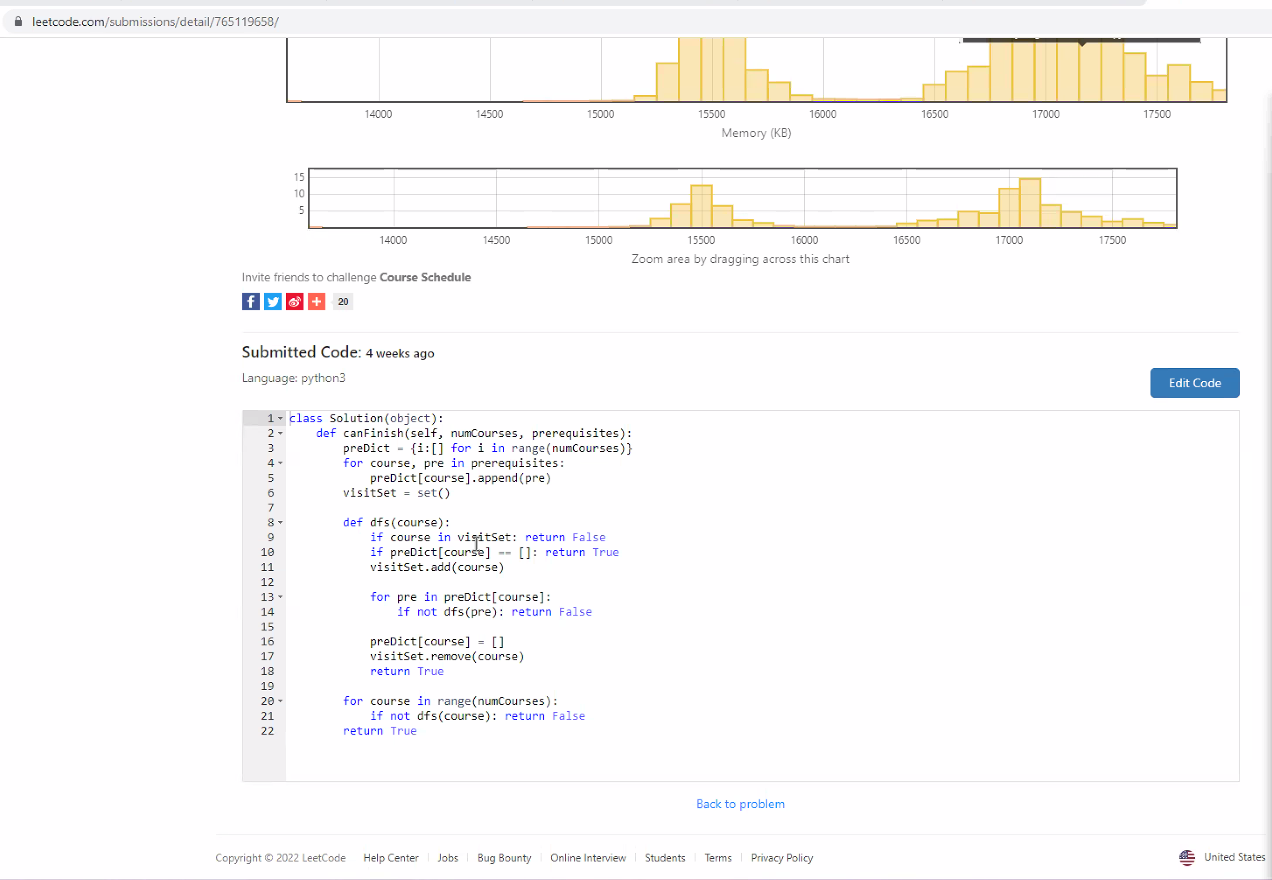 leetcode.com/submissions/detail/765119658/
14000 14500 15000 15500 16000 16500 17000 17500
Memory (KB)
15
10
5
14000 14500 15000 15500 16000 16500 17000 17500
Zoom area by dragging across this chart
Invite friends to challenge Course Schedule
20
Submitted Code: 4 weeks ago
Language: python3
Edit Code
1 class Solution(object):
2     def canFinish(self, numCourses, prerequisites):
3         preDict = {i:[] for i in range(numCourses)}
4         for course, pre in prerequisites:
5             preDict[course].append(pre)
6         visitSet = set()
7
8         def dfs(course):
9             if course in visitSet: return False
10             if preDict[course] == []: return True
11             visitSet.add(course)
12
13             for pre in preDict[course]:
14                 if not dfs(pre): return False
15
16             preDict[course] = []
17             visitSet.remove(course)
18             return True
19
20         for course in range(numCourses):
21             if not dfs(course): return False
22         return True
Back to problem
Copyright © 2022 LeetCode Help Center Jobs Bug Bounty Online Interview Students Terms Privacy Policy United States